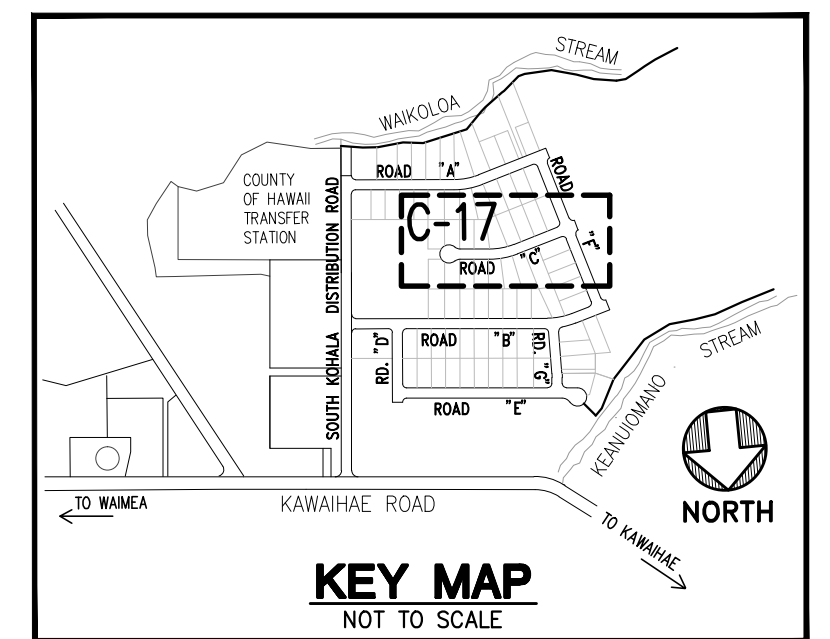 STREAM
WAIKOLOA
ROAD "A"
ROAD "F"
COUNTY
OF HAWAII
TRANSFER
STATION
SOUTH KOHALA DISTRIBUTION ROAD
C-17
ROAD "C"
RD. "D"
ROAD "B"
RD. "G"
ROAD "E"
STREAM
KEANUIOMANO
NORTH
TO WAIMEA
KAWAIHAE ROAD
TO KAWAIHAE
KEY MAP
NOT TO SCALE